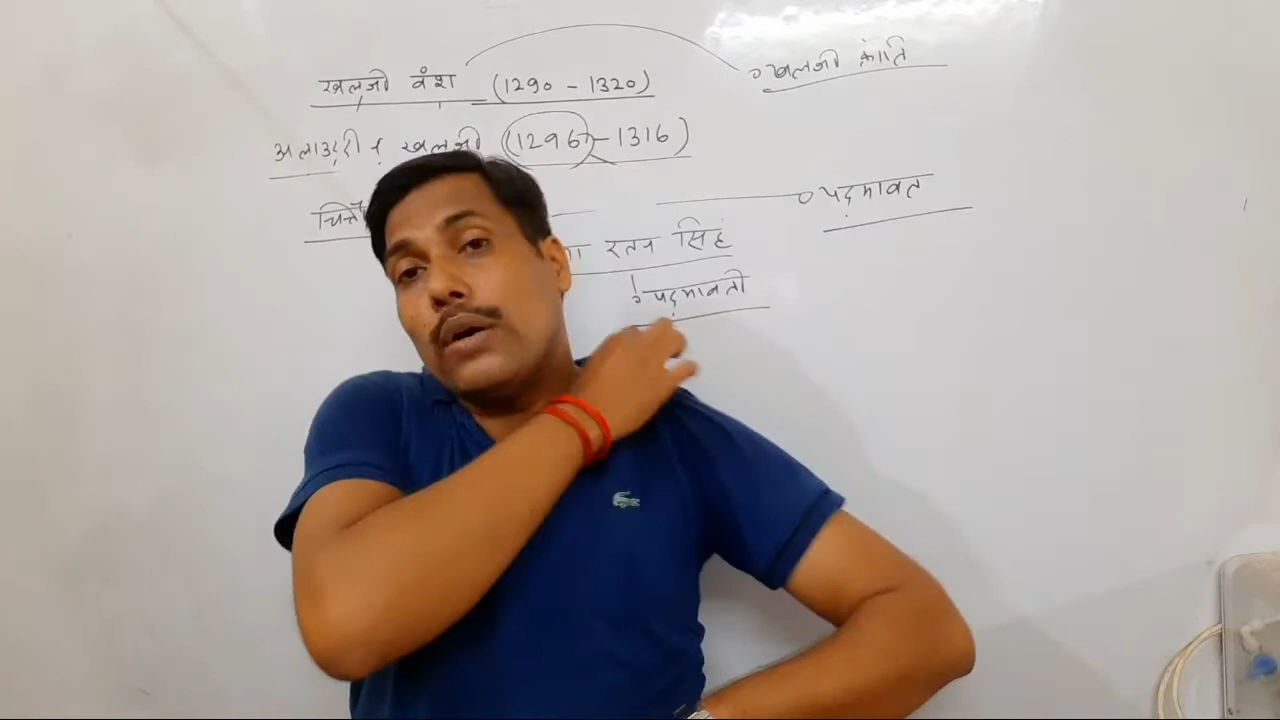 खलजी वंश (1290 - 1320) खलजी क्रांति
अलाउद्दीन खलजी (1296 - 1316)
पद्मावत
रतन सिंह
पद्मावती